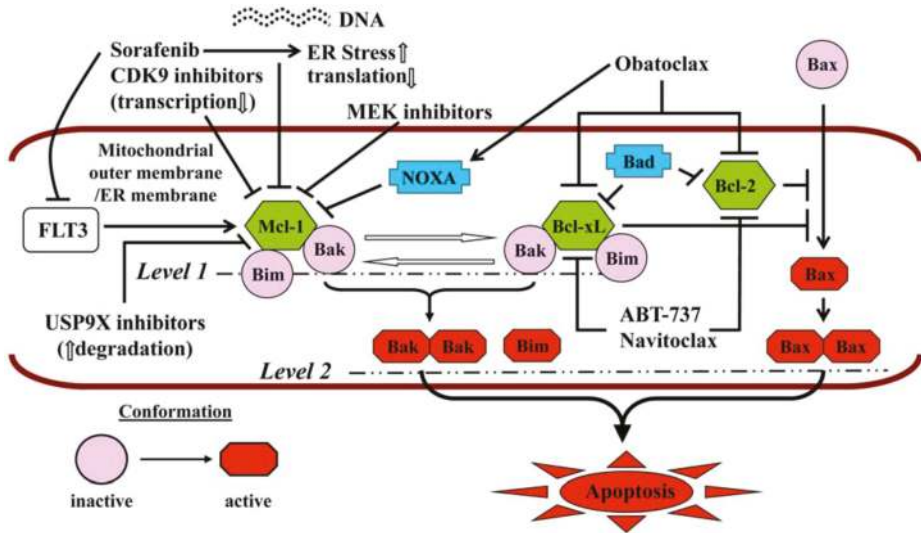 DNA
Sorafenib
ER Stress⇧
translation⇩
CDK9 inhibitors
(transcription⇩)
Obatoclax
Bax
MEK inhibitors
Mitochondrial
outer membrane
/ER membrane
NOXA
Bad
Bcl-2
FLT3
Mcl-1
Bak
Bim
Bcl-xL
Bak
Bim
Level 1
Bax
USP9X inhibitors
(⇧degradation)
ABT-737
Navitoclax
Bak Bak
Bim
Bax Bax
Level 2
Conformation
inactive
active
Apoptosis